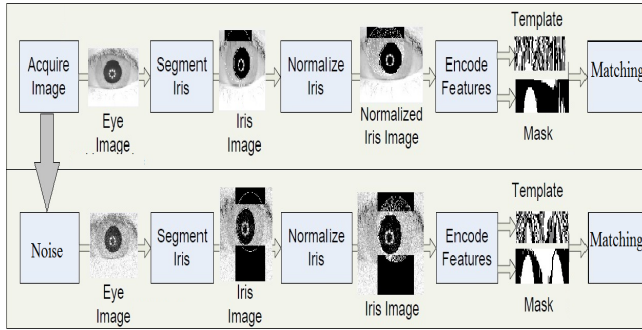 Acquire
Image
Eye
Image
Segment
Iris
Iris
Image
Normalize
Iris
Normalized
Iris Image
Encode
Features
Template
Mask
Matching
Noise
Eye
Image
Segment
Iris
Iris
Image
Normalize
Iris
Iris Image
Encode
Features
Template
Mask
Matching